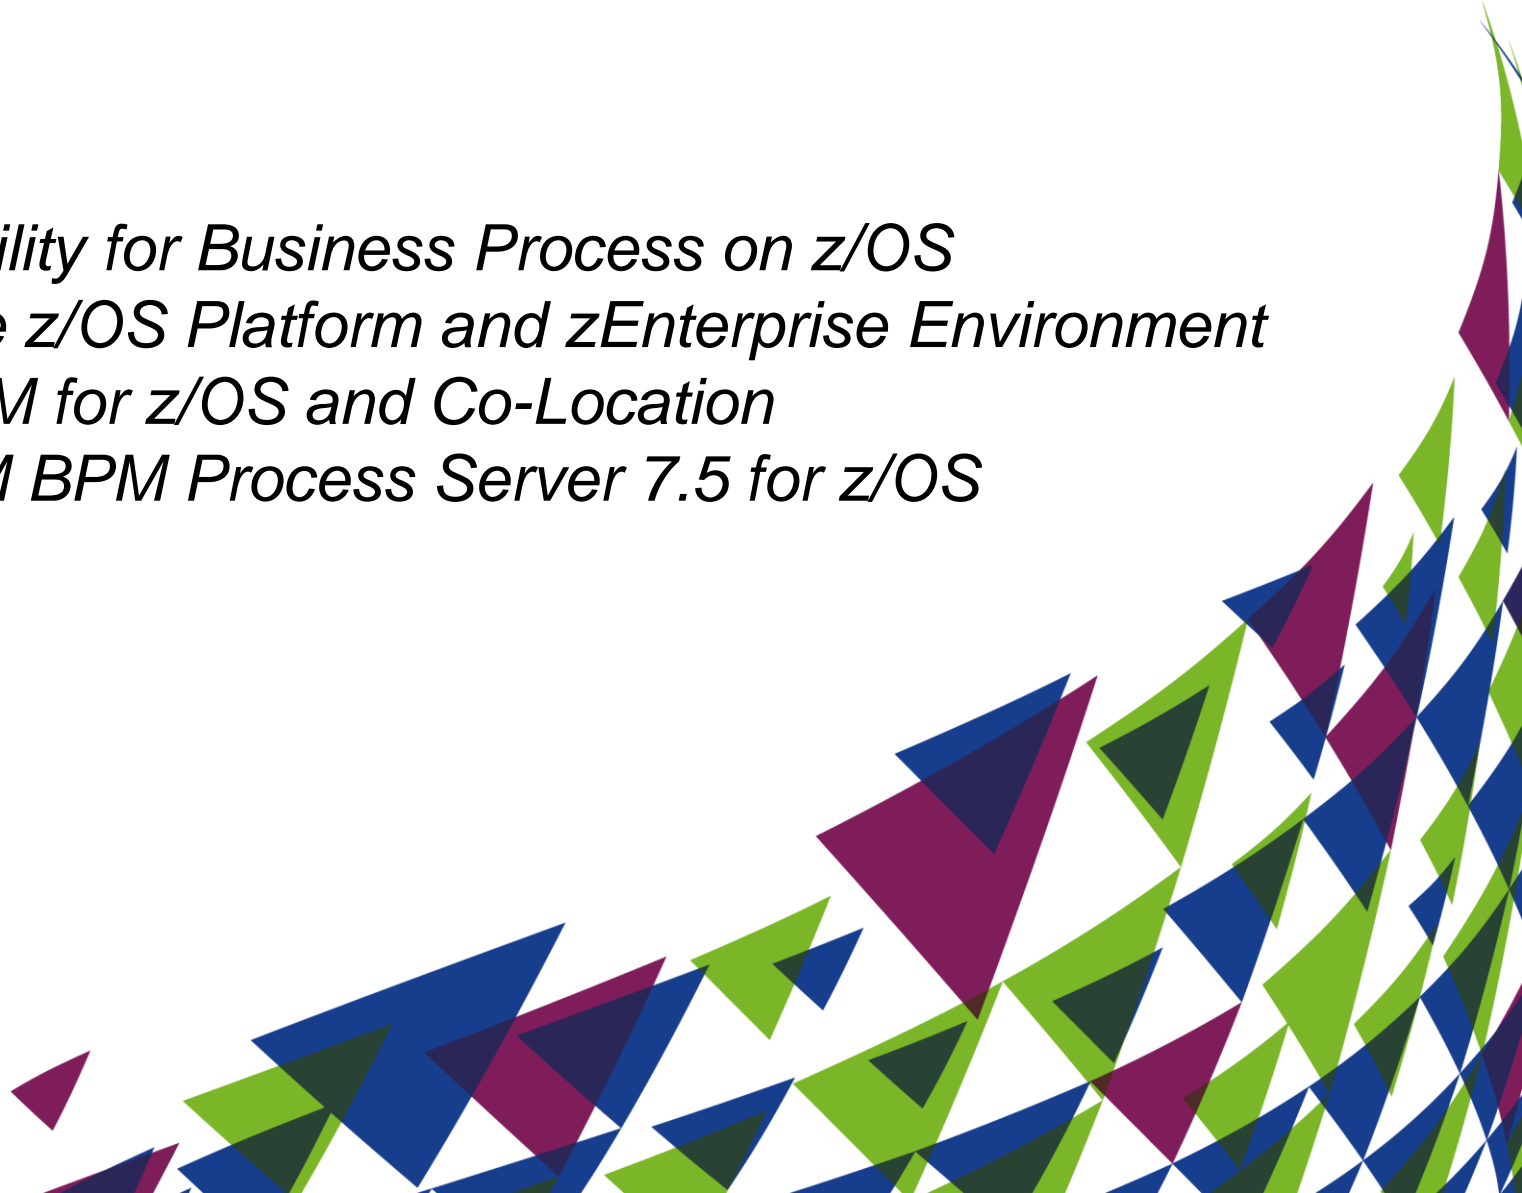 ility for Business Process on z/OS
e z/OS Platform and zEnterprise Environment
M for z/OS and Co-Location
M BPM Process Server 7.5 for z/OS